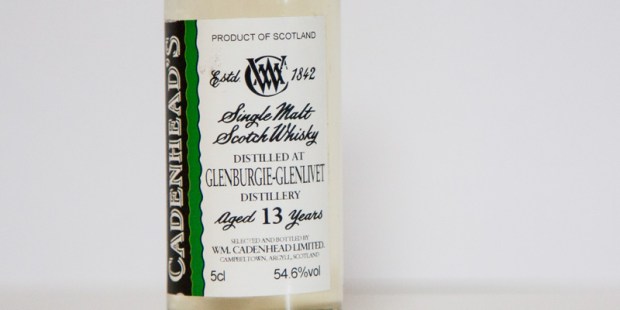 CADENHEAD'S
PRODUCT OF SCOTLAND
Estd. 1842
Single Malt
Scotch Whisky
DISTILLED AT
GLENBURGIE-GLENLIVET
DISTILLERY
Aged 13 Years
SELECTED AND BOTTLED BY
WM. CADENHEAD LIMITED.
CAMPBELTOWN, ARGYLL, SCOTLAND
5cl 54.6%vol